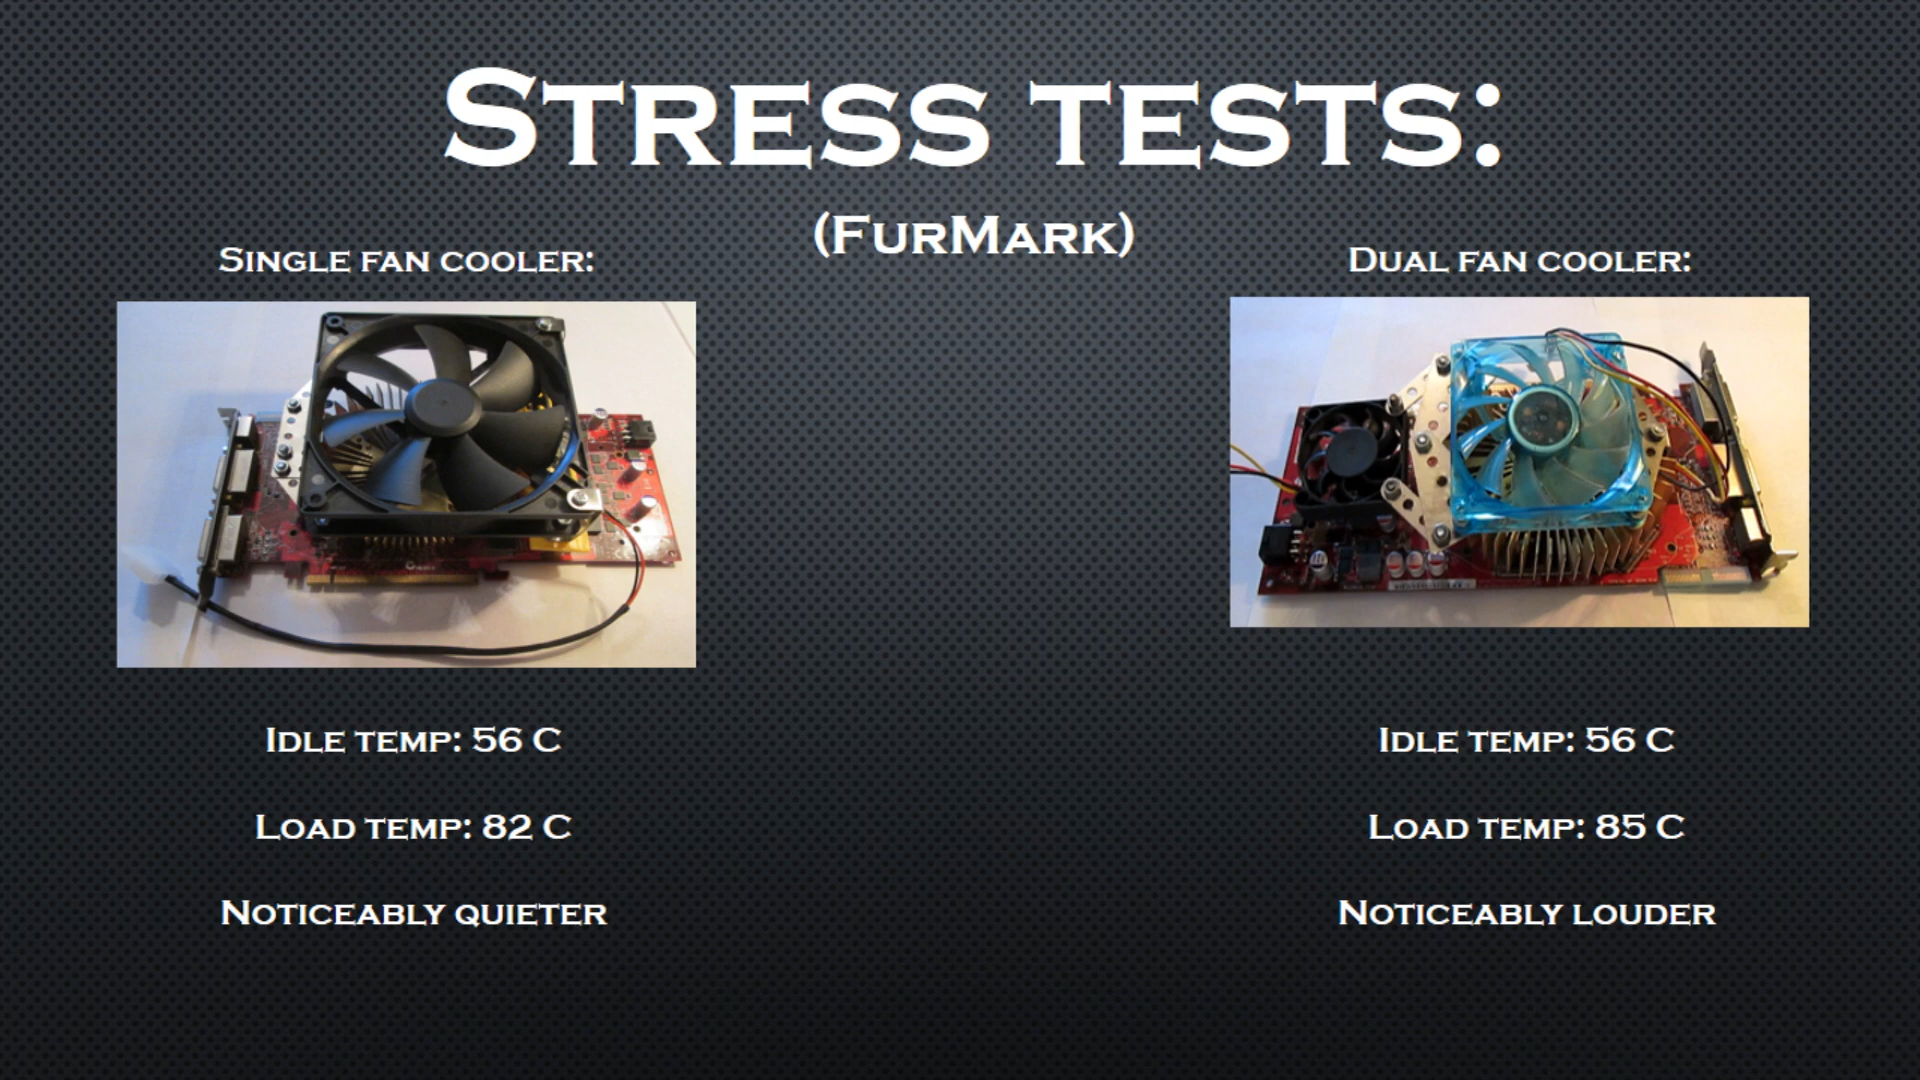 Stress tests:
(FurMark)
Single fan cooler:
Idle temp: 56 C
Load temp: 82 C
Noticeably quieter
Dual fan cooler:
Idle temp: 56 C
Load temp: 85 C
Noticeably louder